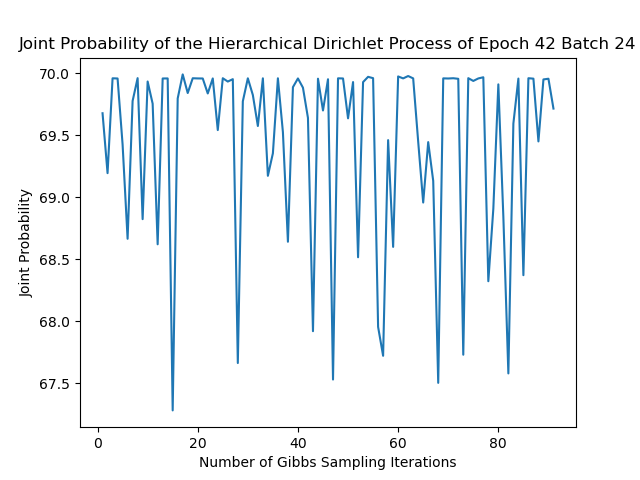 Joint Probability of the Hierarchical Dirichlet Process of Epoch 42 Batch 24
70.0
69.5
69.0
68.5
68.0
67.5
Joint Probability
0 20 40 60 80
Number of Gibbs Sampling Iterations